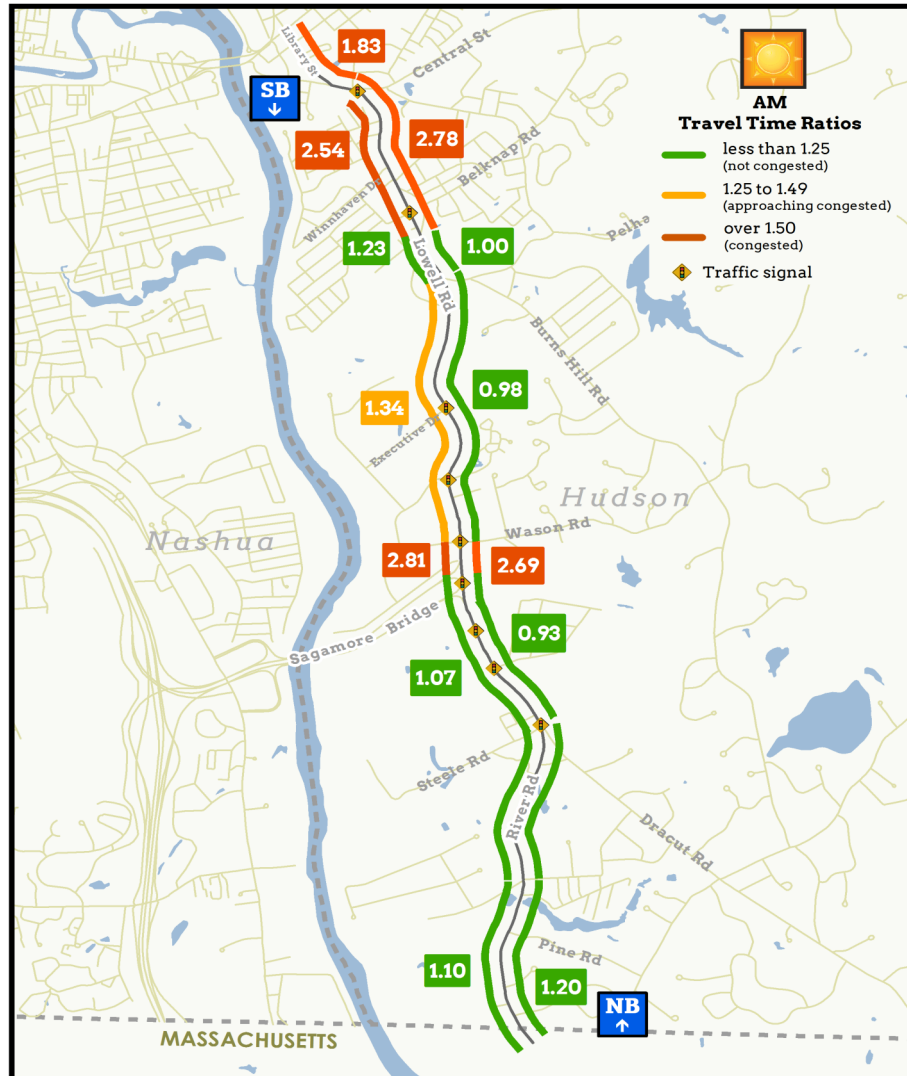 1.83
Central St
Library St
SB
2.54
2.78
Belknap Rd
Winnhaven Dr
1.23
1.00
Lowell Rd
Pelha
Burns Hill Rd
0.98
1.34
Executive Dr
Hudson
Nashua
Wason Rd
2.81
2.69
Sagamore Bridge
0.93
1.07
Steele Rd
River Rd
Dracut Rd
Pine Rd
1.10
1.20
NB
MASSACHUSETTS
AM
Travel Time Ratios
less than 1.25
(not congested)
1.25 to 1.49
(approaching congested)
over 1.50
(congested)
Traffic signal